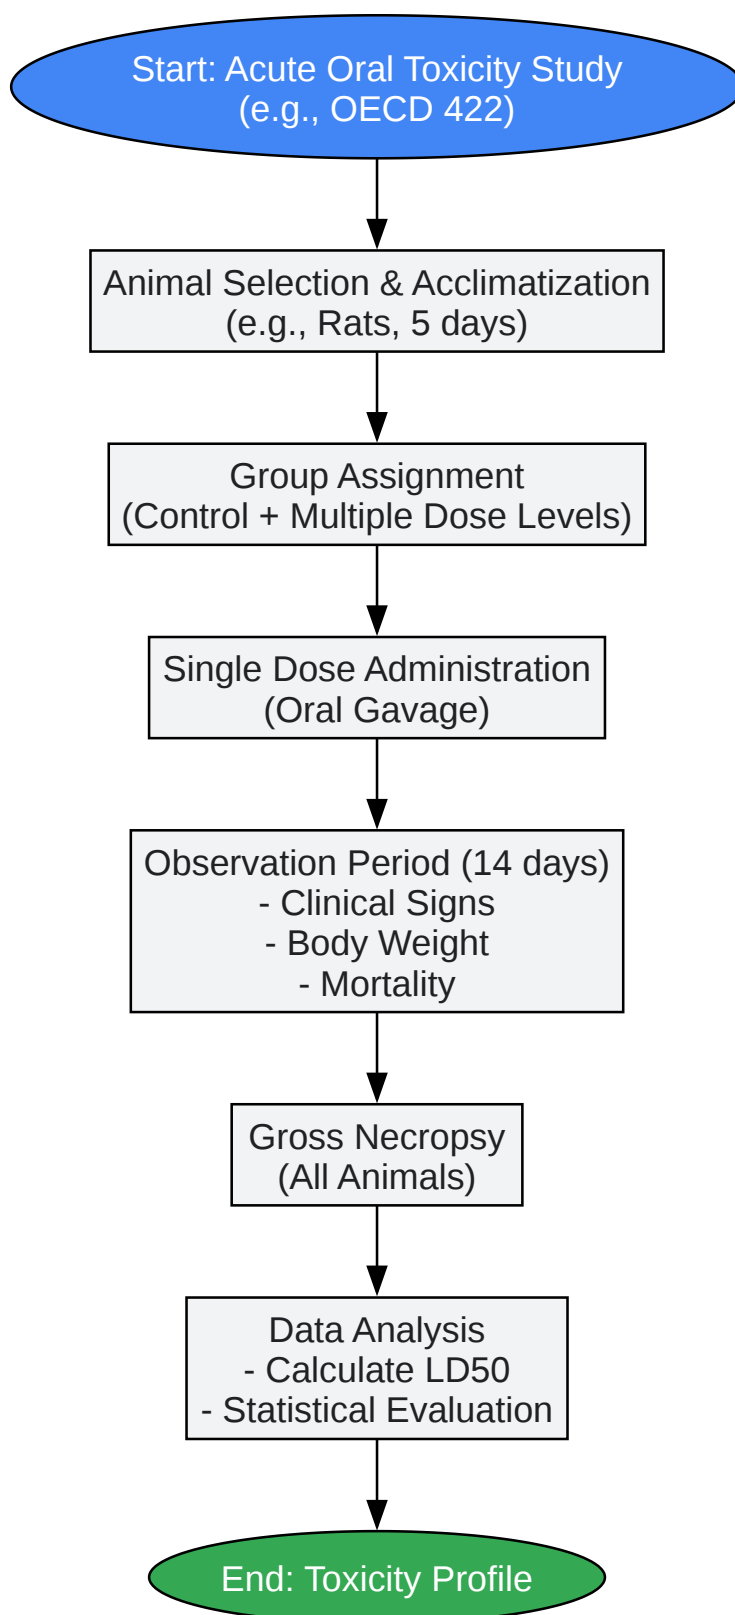 Start: Acute Oral Toxicity Study
(e.g., OECD 422)
Animal Selection & Acclimatization
(e.g., Rats, 5 days)
Group Assignment
(Control + Multiple Dose Levels)
Single Dose Administration
(Oral Gavage)
Observation Period (14 days)
- Clinical Signs
- Body Weight
- Mortality
Gross Necropsy
(All Animals)
Data Analysis
- Calculate LD50
- Statistical Evaluation
End: Toxicity Profile